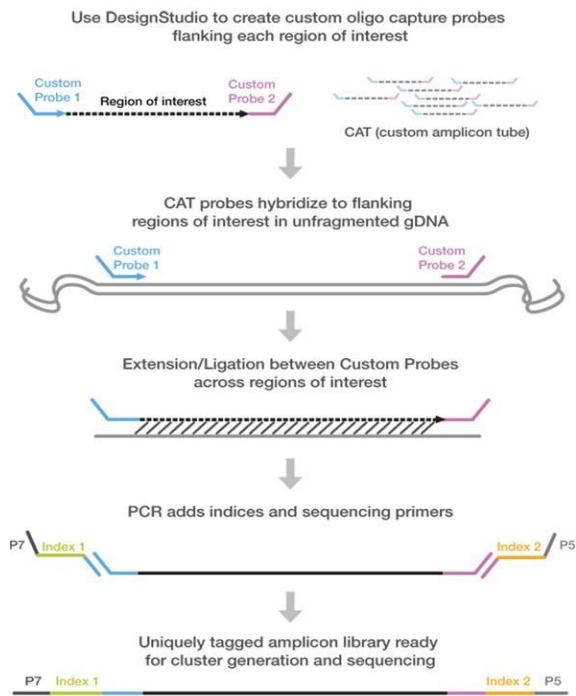 Use DesignStudio to create custom oligo capture probes
flanking each region of interest
Custom
Probe 1
Region of interest
Custom
Probe 2
CAT (custom amplicon tube)
CAT probes hybridize to flanking
regions of interest in unfragmented gDNA
Custom
Probe 1
Custom
Probe 2
Extension/Ligation between Custom Probes
across regions of interest
PCR adds indices and sequencing primers
P7
Index 1
Index 2
P5
Uniquely tagged amplicon library ready
for cluster generation and sequencing
P7
Index 1
Index 2
P5